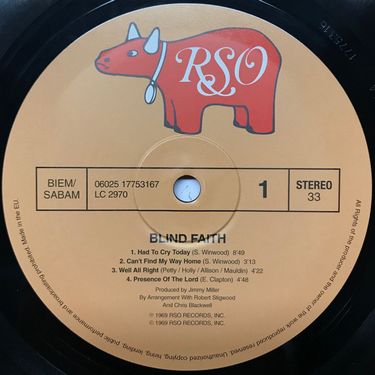 RSO
BIEM/
SABAM
06025 17753167
LC 2970
1
STEREO
33
BLIND FAITH
1. Had To Cry Today (S. Winwood) 8'49
2. Can't Find My Way Home (S. Winwood) 3'13
3. Well All Right (Petty / Holly / Allison / Mauldin) 4'22
4. Presence Of The Lord (E. Clapton) 4'48
Produced by Jimmy Miller
By Arrangement With Robert Stigwood
And Chris Blackwell
℗ 1969 RSO RECORDS, INC.
© 1969 RSO RECORDS, INC.
All Rights of the producer and the owner of the work reproduced reserved. Unauthorized copying, hiring, lending, public performance and broadcasting prohibited. Made in the EU.